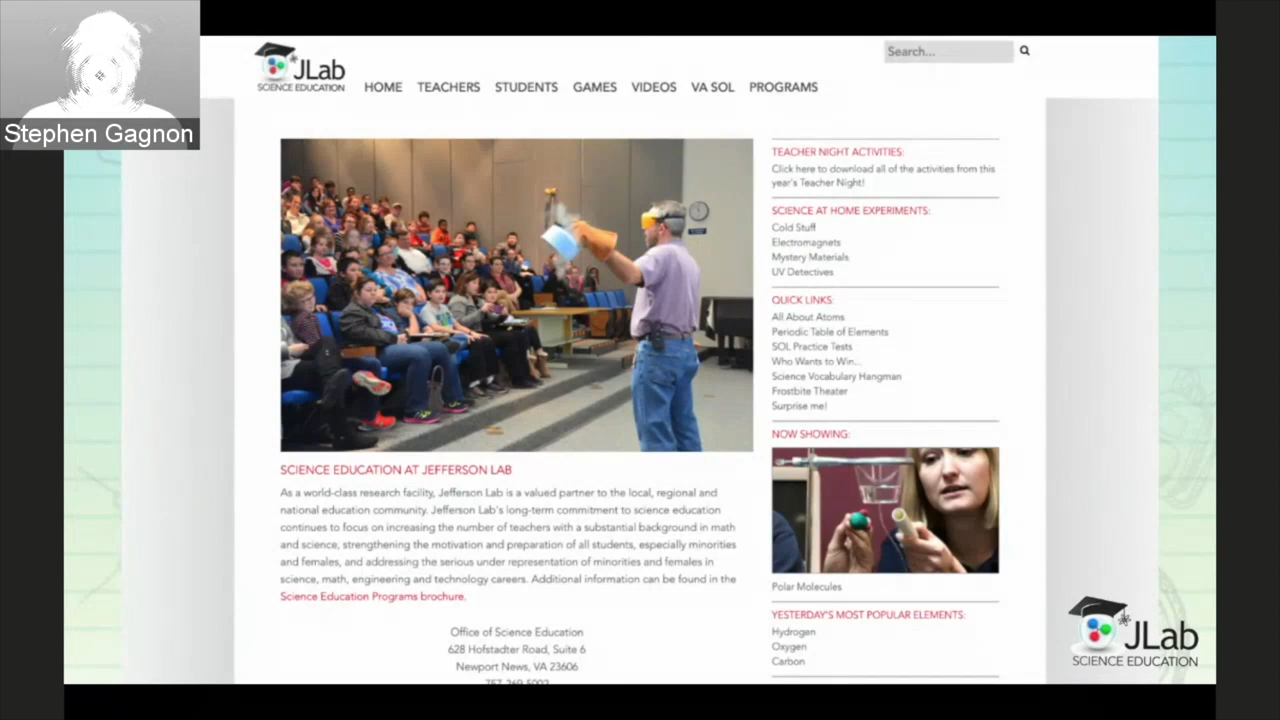 Stephen Gagnon
JLab
SCIENCE EDUCATION
Search...
HOME TEACHERS STUDENTS GAMES VIDEOS VA SOL PROGRAMS
TEACHER NIGHT ACTIVITIES:
Click here to download all of the activities from this
year's Teacher Night!
SCIENCE AT HOME EXPERIMENTS:
Cold Stuff
Electromagnets
Mystery Materials
UV Detectives
QUICK LINKS:
All About Atoms
Periodic Table of Elements
SOL Practice Tests
Who Wants to Win...
Science Vocabulary Hangman
Frostbite Theater
Surprise me!
NOW SHOWING:
Polar Molecules
YESTERDAY'S MOST POPULAR ELEMENTS:
Hydrogen
Oxygen
Carbon
SCIENCE EDUCATION AT JEFFERSON LAB
As a world-class research facility, Jefferson Lab is a valued partner to the local, regional and
national education community. Jefferson Lab's long-term commitment to science education
continues to focus on increasing the number of teachers with a substantial background in math
and science, strengthening the motivation and preparation of all students, especially minorities
and females, and addressing the serious under representation of minorities and females in
science, math, engineering and technology careers. Additional information can be found in the
Science Education Programs brochure.
Office of Science Education
628 Hofstadter Road, Suite 6
Newport News, VA 23606
JLab
SCIENCE EDUCATION